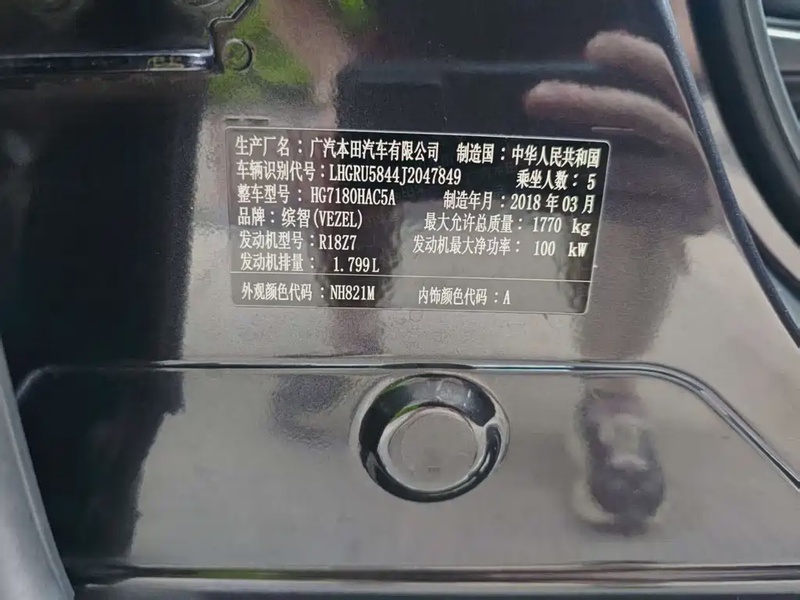 生产厂名：广汽本田汽车有限公司 制造国：中华人民共和国
车辆识别代号：LHGRU5844J2047849 乘坐人数：5
整车型号：HG7180HAC5A 制造年月：2018 年 03 月
品牌：缤智(VEZEL) 最大允许总质量：1770 kg
发动机型号：R18Z7 发动机最大净功率：100 kW
发动机排量：1.799L
外观颜色代码：NH821M 内饰颜色代码：A